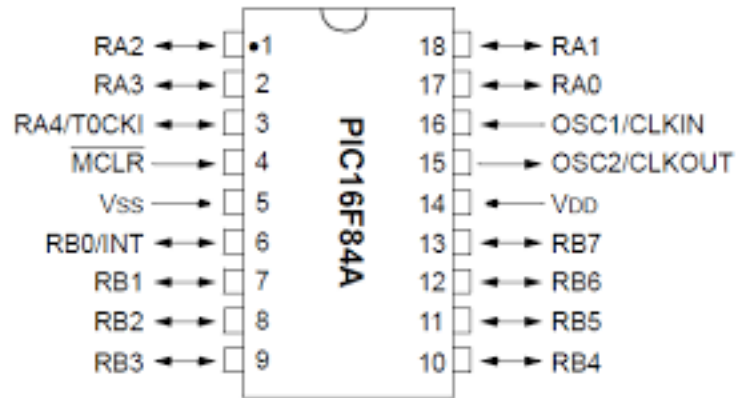 RA2 •1 18 RA1
RA3 2 17 RA0
RA4/T0CKI 3 16 OSC1/CLKIN
MCLR 4 15 OSC2/CLKOUT
VSS 5 14 VDD
RB0/INT 6 13 RB7
RB1 7 12 RB6
RB2 8 11 RB5
RB3 9 10 RB4
PIC16F84A